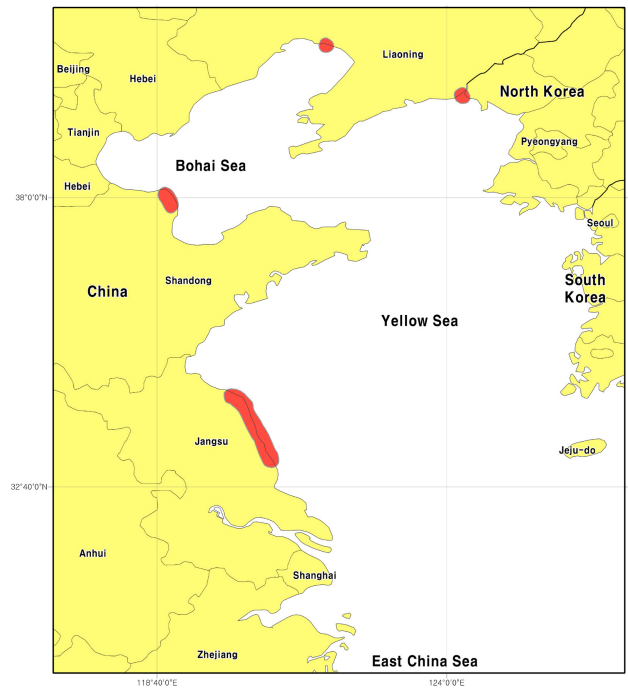 Liaoning
Beijing
Hebei
North Korea
Tianjin
Pyeongyang
Bohai Sea
Hebei
38°0'0"N
Seoul
Shandong
China
South
Korea
Yellow Sea
Jangsu
Jeju-do
32°40'0"N
Anhui
Shanghai
Zhejiang
East China Sea
118°40'0"E
124°0'0"E